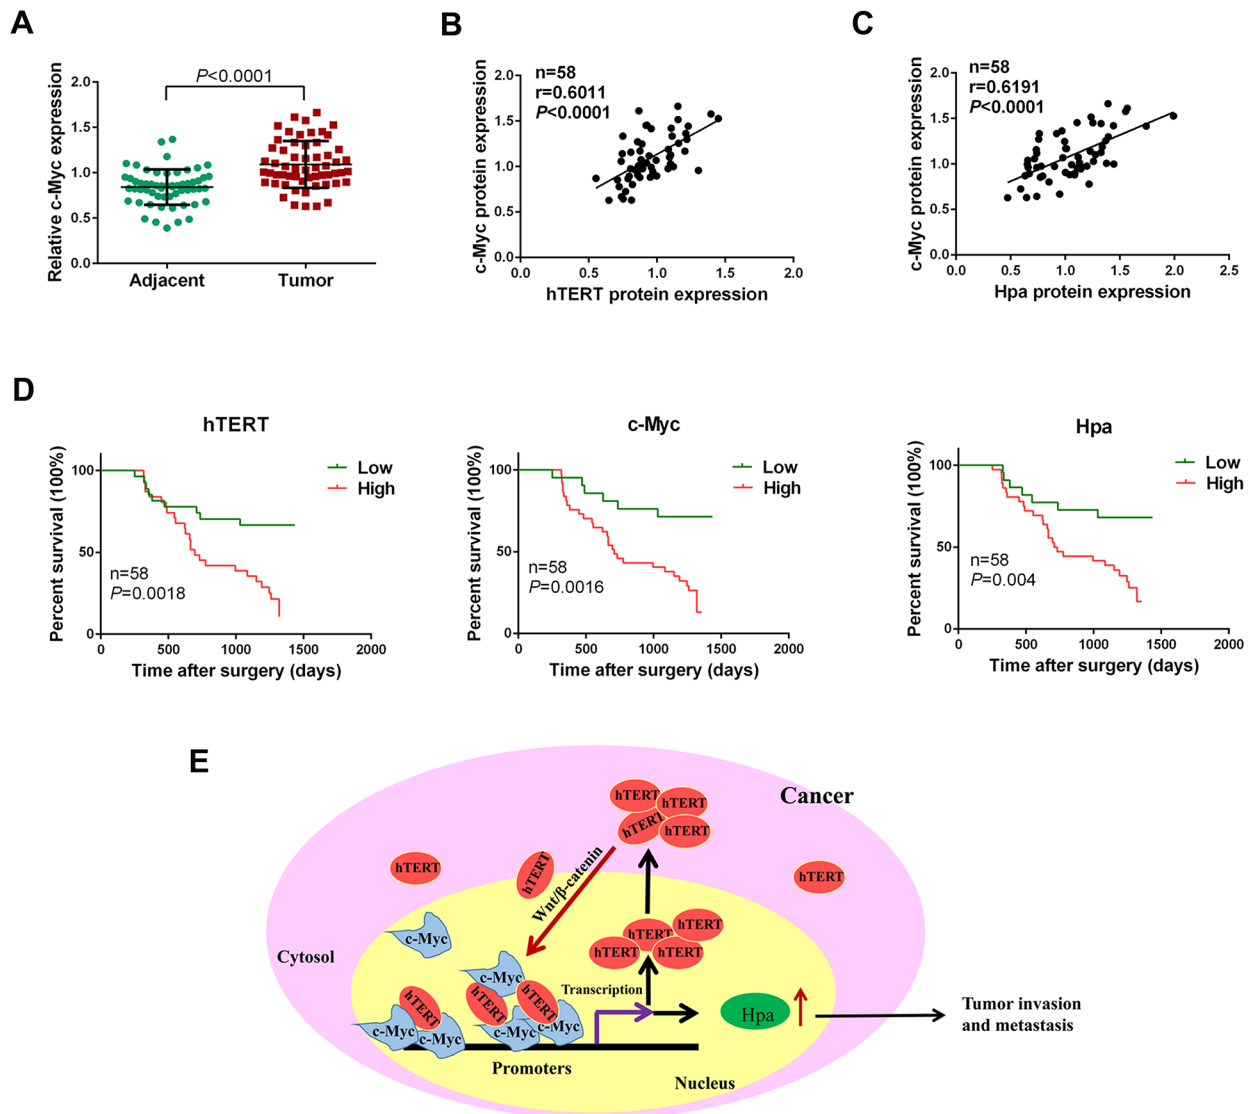 A
Relative c-Myc expression
2.0
1.5
1.0
0.5
0.0
P<0.0001
Adjacent
Tumor
B
c-Myc protein expression
2.0
1.5
1.0
0.5
0.0
n=58
r=0.6011
P<0.0001
0.0 0.5 1.0 1.5 2.0
hTERT protein expression
C
c-Myc protein expression
2.0
1.5
1.0
0.5
0.0
n=58
r=0.6191
P<0.0001
0.0 0.5 1.0 1.5 2.0 2.5
Hpa protein expression
D
hTERT
Percent survival (100%)
100
50
0
Low
High
n=58
P=0.0018
0 500 1000 1500 2000
Time after surgery (days)
c-Myc
Percent survival (100%)
100
50
0
Low
High
n=58
P=0.0016
0 500 1000 1500 2000
Time after surgery (days)
Hpa
Percent survival (100%)
100
50
0
Low
High
n=58
P=0.004
0 500 1000 1500 2000
Time after surgery (days)
E
Cancer
hTERT
hTERT
hTERT
hTERT
hTERT
hTERT
hTERT
Wnt/β-catenin
Cytosol
c-Myc
hTERT
hTERT
hTERT
hTERT
c-Myc
Transcription
hTERT
hTERT
hTERT
c-Myc
c-Myc
c-Myc
c-Myc
Hpa
Promoters
Nucleus
Tumor invasion
and metastasis